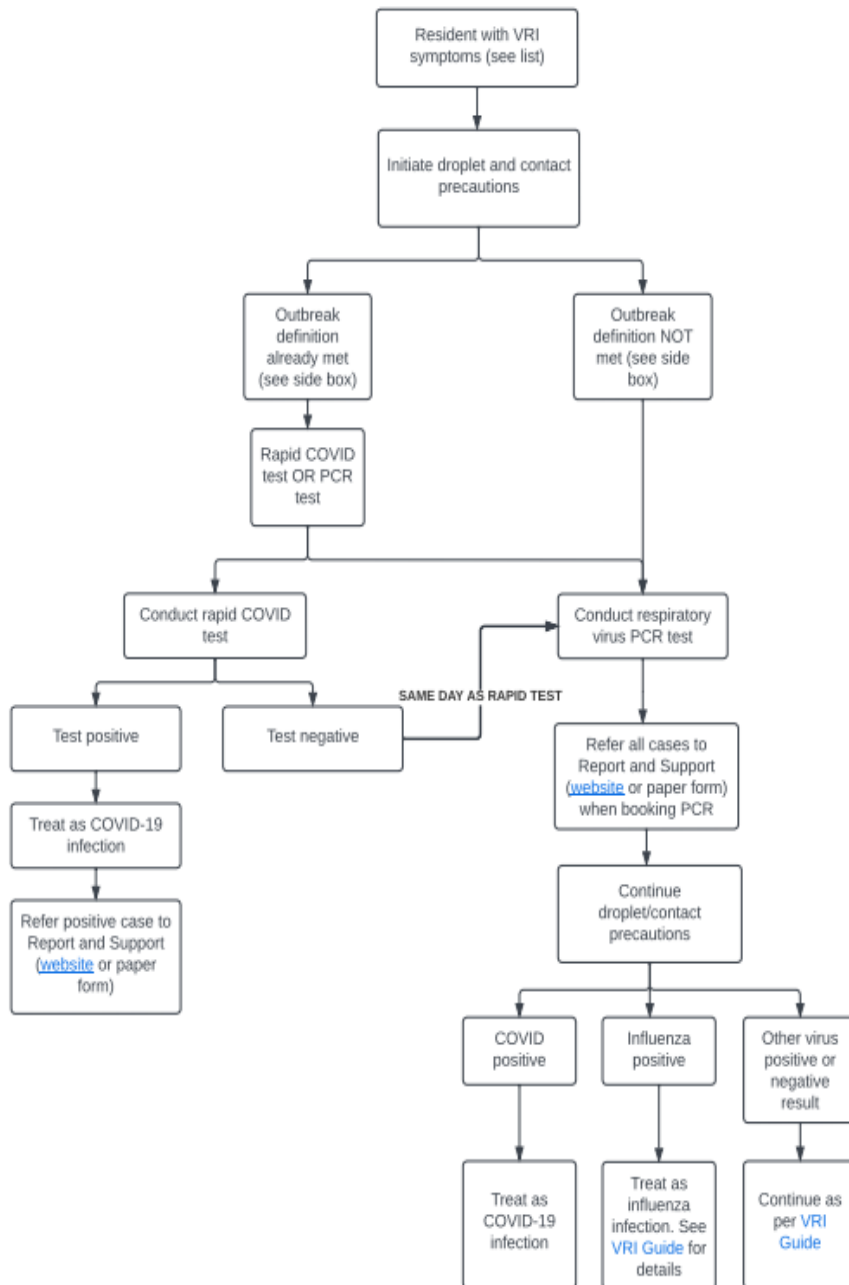 Resident with VRI
symptoms (see list)
Initiate droplet and contact
precautions
Outbreak
definition
already met
(see side box)
Outbreak
definition NOT
met (see side
box)
Rapid COVID
test OR PCR
test
Conduct rapid COVID
test
Conduct respiratory
virus PCR test
SAME DAY AS RAPID TEST
Test positive
Test negative
Refer all cases to
Report and Support
(website or paper form)
when booking PCR
Treat as COVID-19
infection
Continue
droplet/contact
precautions
Refer positive case to
Report and Support
(website or paper
form)
COVID
positive
Influenza
positive
Other virus
positive or
negative
result
Treat as
COVID-19
infection
Treat as
influenza
infection. See
VRI Guide for
details
Continue as
per VRI
Guide